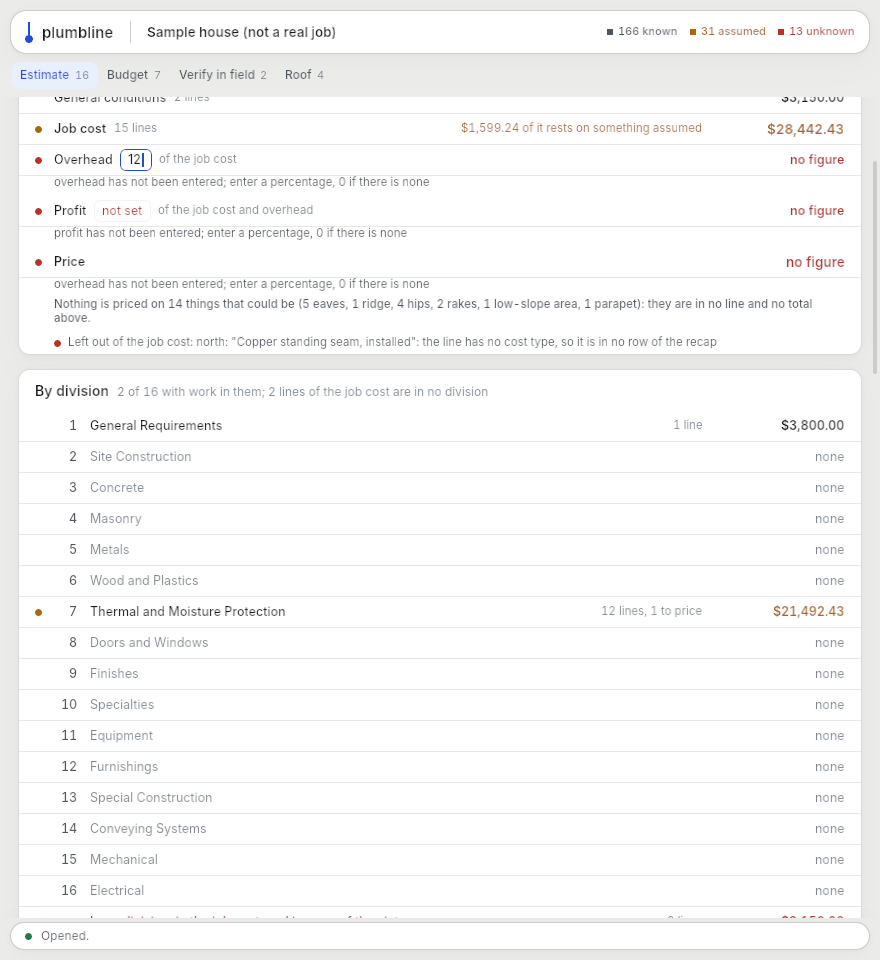 plumbline
Sample house (not a real job)
166 known 31 assumed 13 unknown
Estimate 16 Budget 7 Verify in field 2 Roof 4
General conditions 2 lines $3,150.00
Job cost 15 lines $1,599.24 of it rests on something assumed $28,442.43
Overhead 12 of the job cost no figure
overhead has not been entered; enter a percentage, 0 if there is none
Profit not set of the job cost and overhead no figure
profit has not been entered; enter a percentage, 0 if there is none
Price no figure
overhead has not been entered; enter a percentage, 0 if there is none
Nothing is priced on 14 things that could be (5 eaves, 1 ridge, 4 hips, 2 rakes, 1 low-slope area, 1 parapet): they are in no line and no total
above.
Left out of the job cost: north: "Copper standing seam, installed": the line has no cost type, so it is in no row of the recap
By division 2 of 16 with work in them; 2 lines of the job cost are in no division
1 General Requirements 1 line $3,800.00
2 Site Construction none
3 Concrete none
4 Masonry none
5 Metals none
6 Wood and Plastics none
7 Thermal and Moisture Protection 12 lines, 1 to price $21,492.43
8 Doors and Windows none
9 Finishes none
10 Specialties none
11 Equipment none
12 Furnishings none
13 Special Construction none
14 Conveying Systems none
15 Mechanical none
16 Electrical none
Opened.